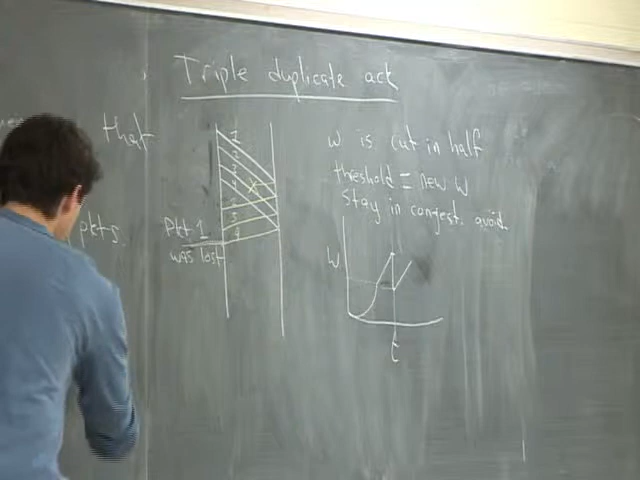 Triple duplicate ack
that
pkts
1
pkt 1
was lost
w is cut in half
threshold = new w
Stay in congest. avoid.
w
t